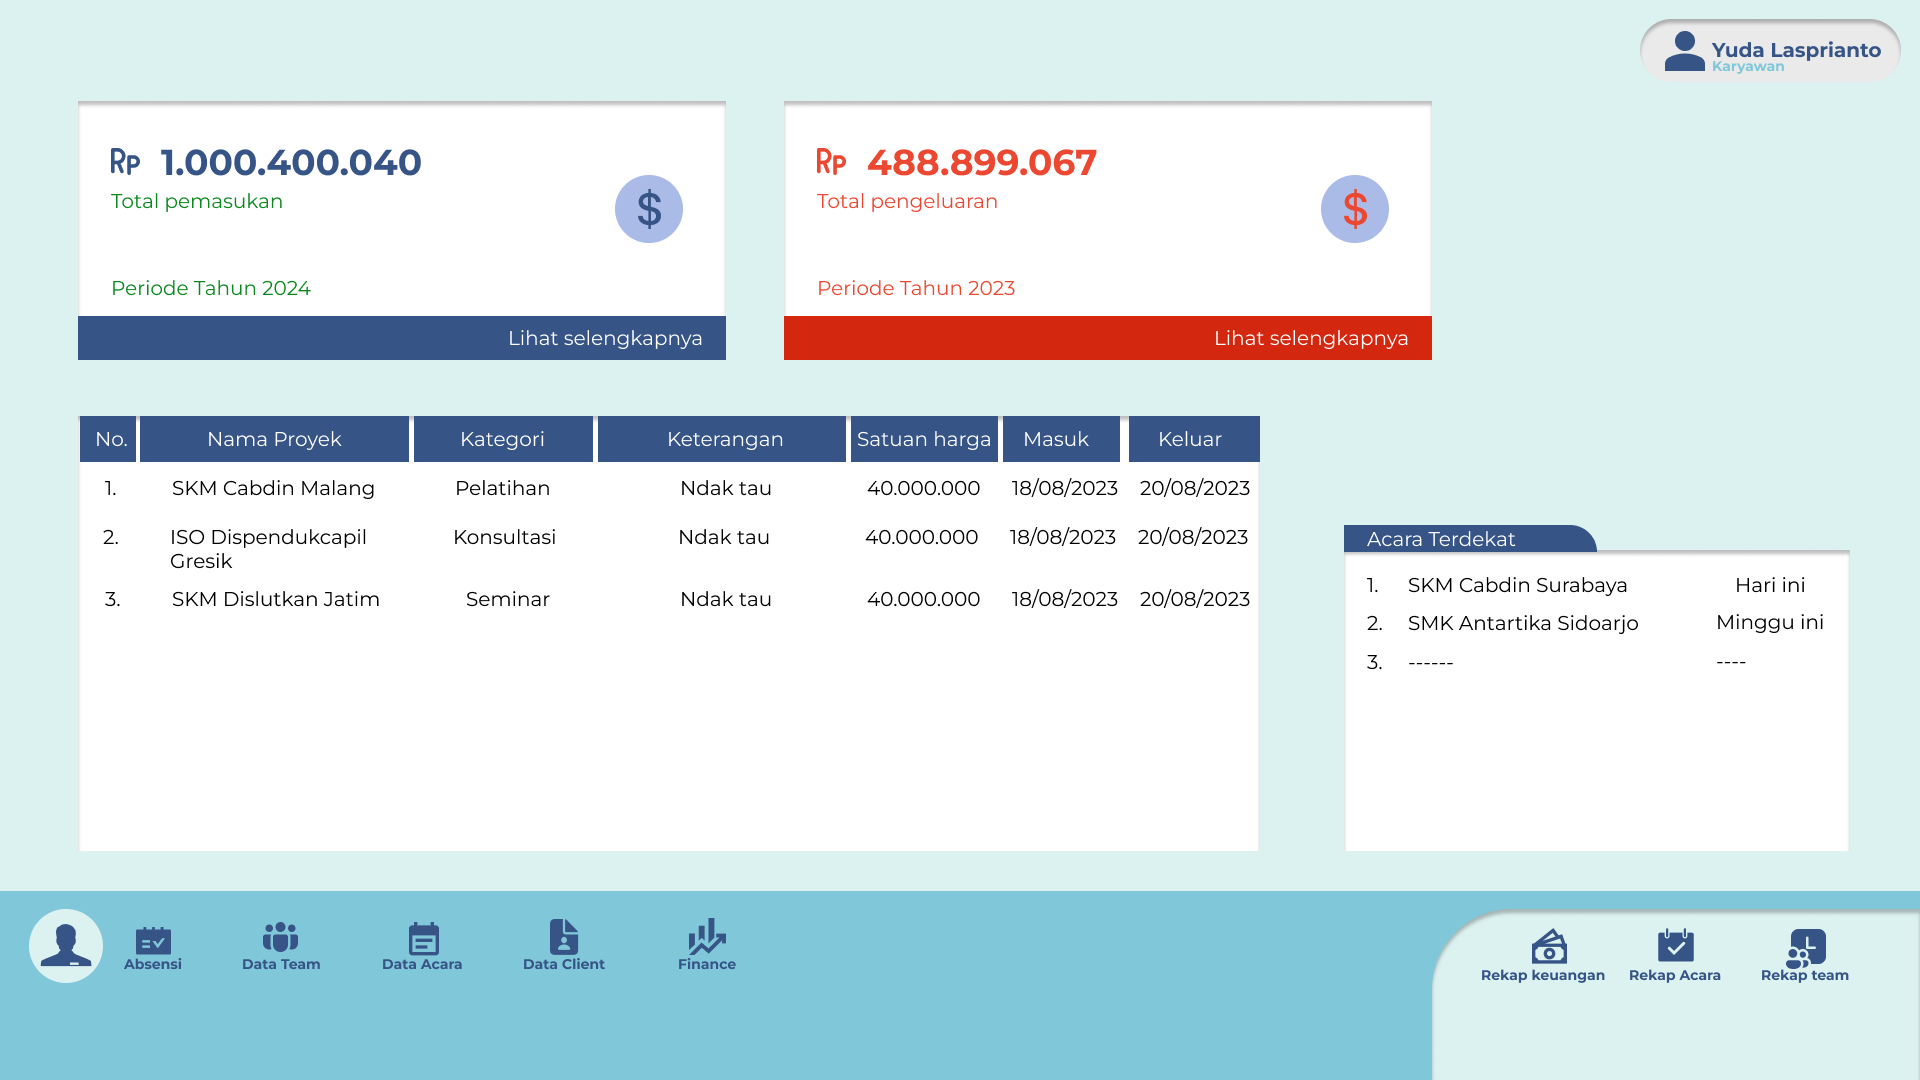 Yuda Lasprianto
Karyawan
Rp 1.000.400.040
Total pemasukan
$
Periode Tahun 2024
Lihat selengkapnya
Rp 488.899.067
Total pengeluaran
$
Periode Tahun 2023
Lihat selengkapnya
No. Nama Proyek Kategori Keterangan Satuan harga Masuk Keluar
1. SKM Cabdin Malang Pelatihan Ndak tau 40.000.000 18/08/2023 20/08/2023
2. ISO Dispendukcapil Konsultasi Ndak tau 40.000.000 18/08/2023 20/08/2023
Gresik
3. SKM Dislutkan Jatim Seminar Ndak tau 40.000.000 18/08/2023 20/08/2023
Acara Terdekat
1. SKM Cabdin Surabaya Hari ini
2. SMK Antartika Sidoarjo Minggu ini
3. ------ ----
Absensi Data Team Data Acara Data Client Finance
Rekap keuangan Rekap Acara Rekap team